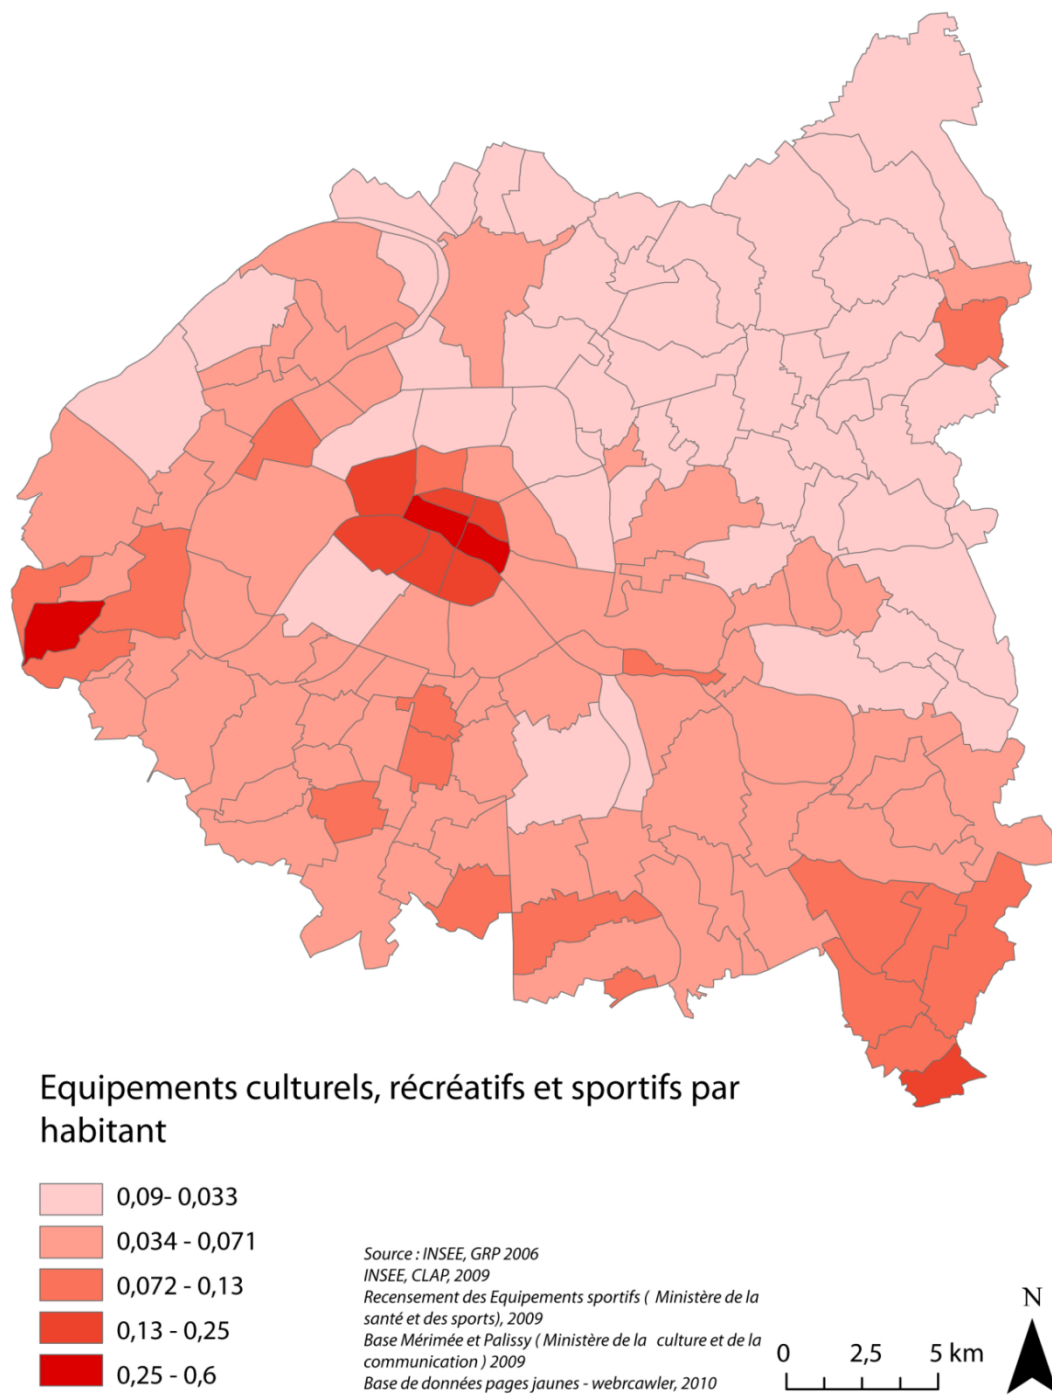 Equipements culturels, récréatifs et sportifs par
habitant
0,09- 0,033
0,034 - 0,071
0,072 - 0,13
0,13 - 0,25
0,25 - 0,6
Source : INSEE, GRP 2006
INSEE, CLAP, 2009
Recensement des Equipements sportifs ( Ministère de la
santé et des sports), 2009
Base Mérimée et Palissy ( Ministère de la culture et de la
communication ) 2009
Base de données pages jaunes - webrcawler, 2010
0 2,5 5 km
N